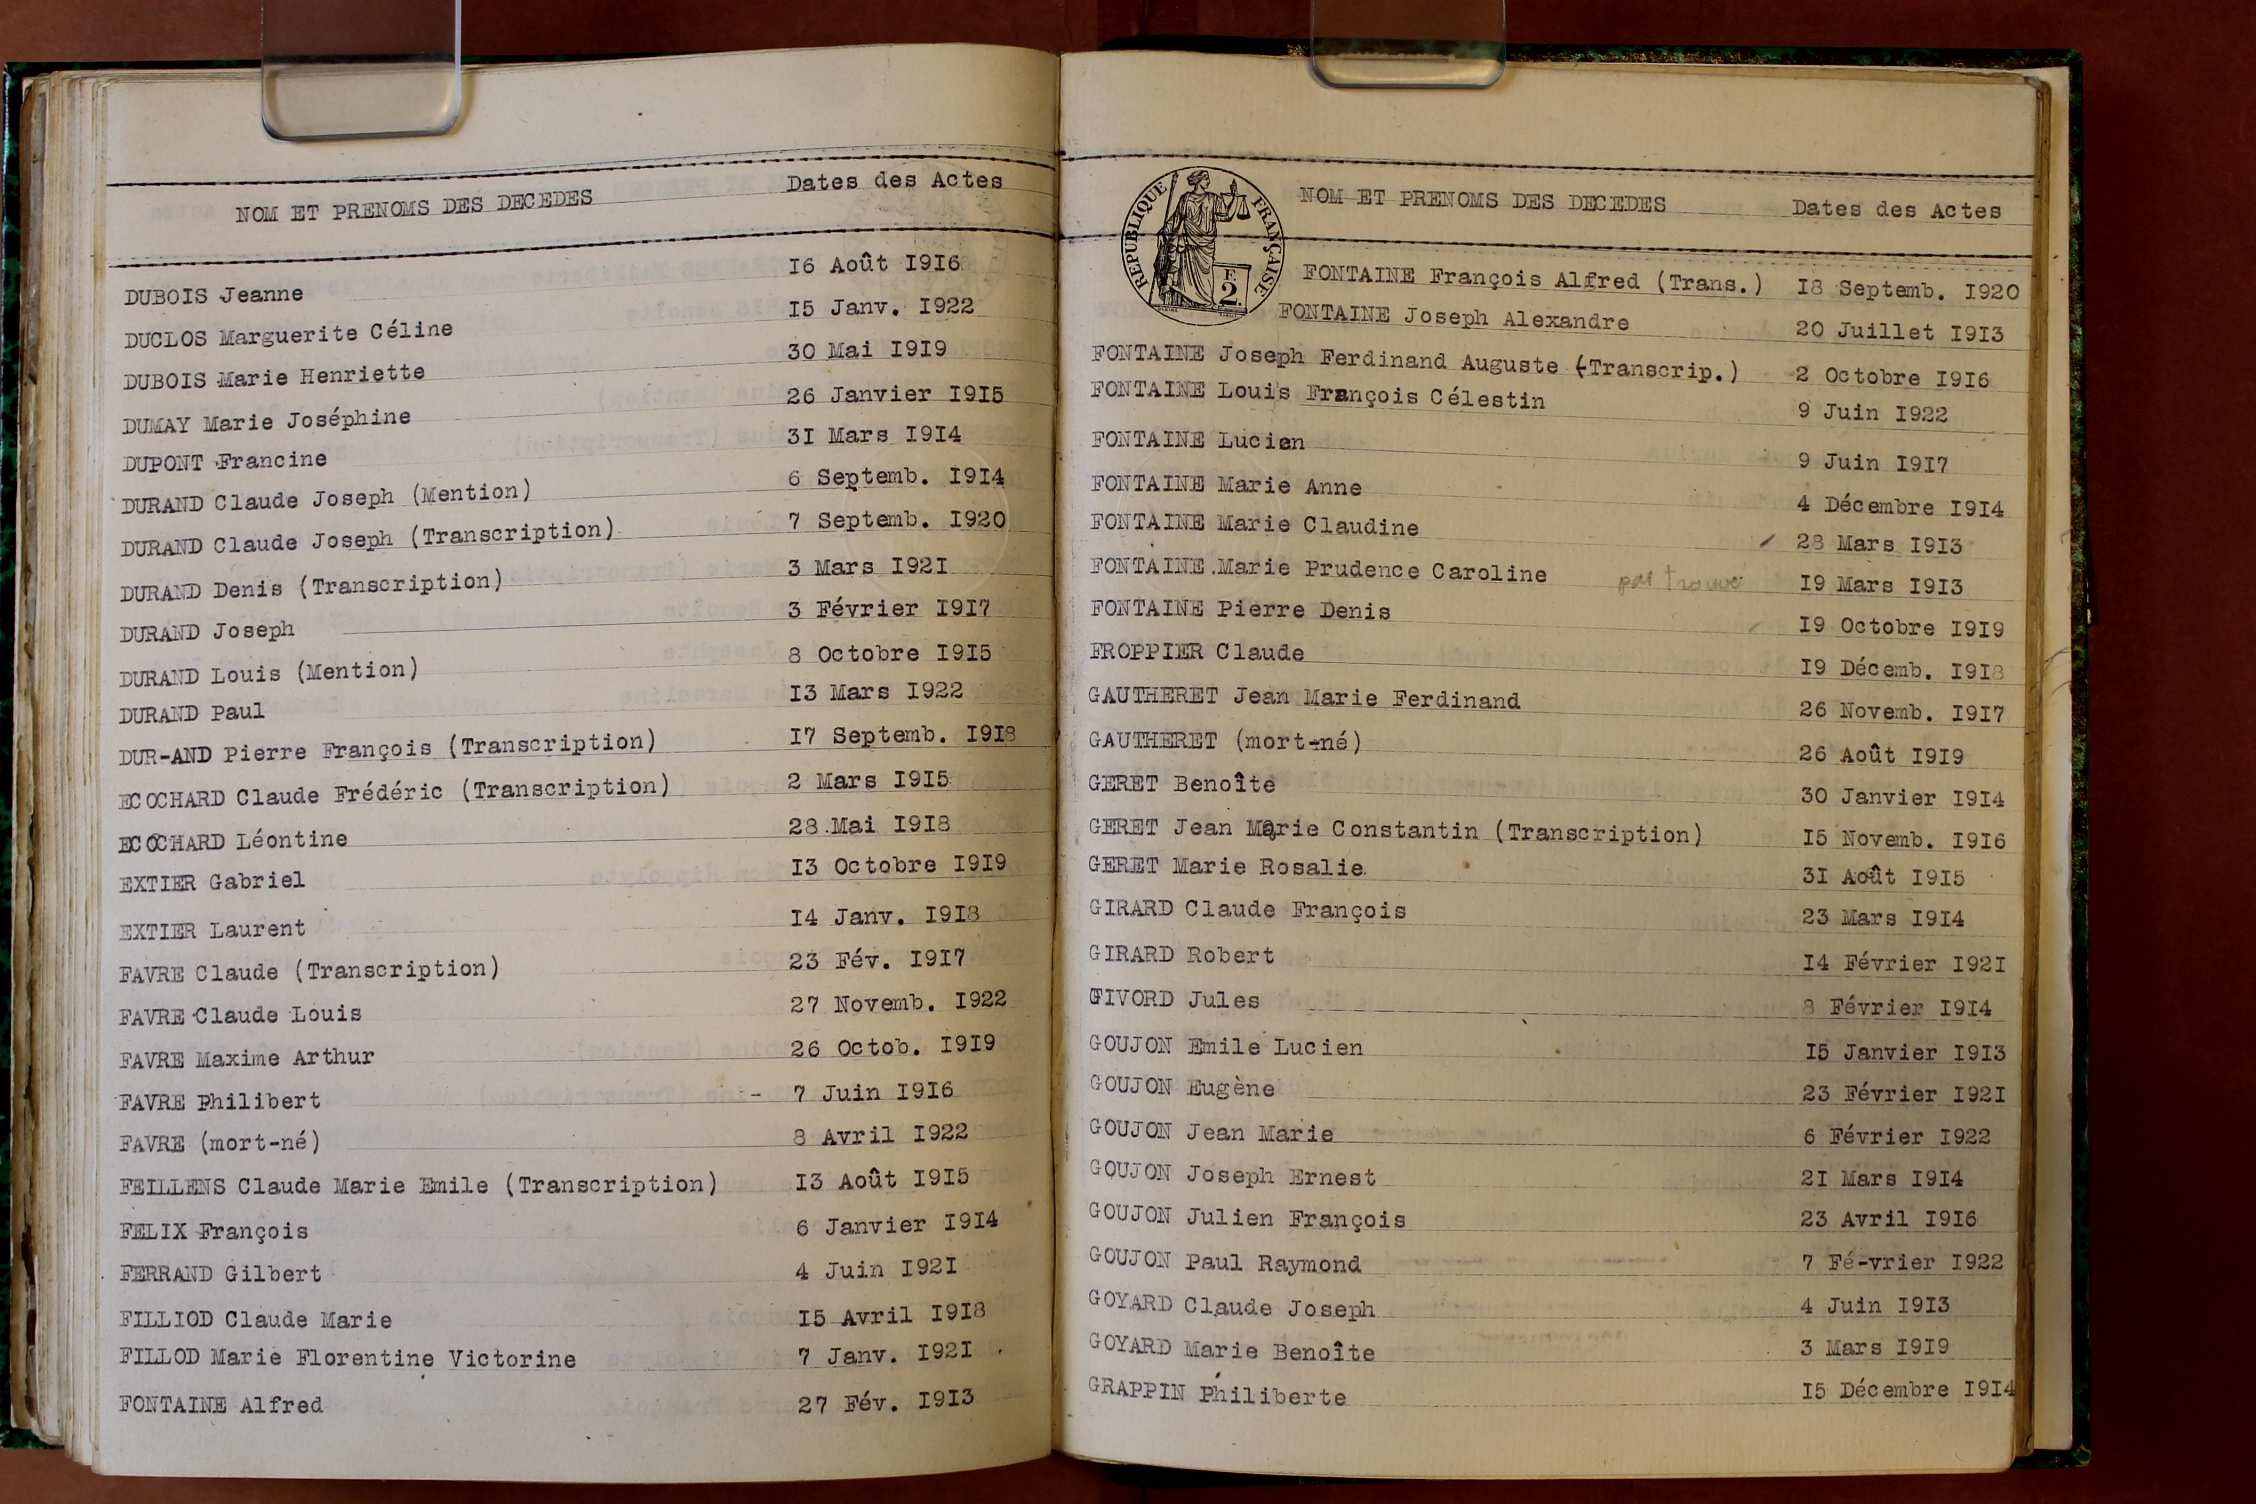 NOM ET PRENOMS DES DECEDES Dates des Actes
DUBOIS Jeanne 16 Août 1916
DUCLOS Marguerite Céline 15 Janv. 1922
DUBOIS Marie Henriette 30 Mai 1919
DUMAY Marie Joséphine 26 Janvier 1915
DUPONT Francine 31 Mars 1914
DURAND Claude Joseph (Mention) 6 Septemb. 1914
DURAND Claude Joseph (Transcription) 7 Septemb. 1920
DURAND Denis (Transcription) 3 Mars 1921
DURAND Joseph 3 Février 1917
DURAND Louis (Mention) 8 Octobre 1915
DURAND Paul 13 Mars 1922
DUR-AND Pierre François (Transcription) 17 Septemb. 1918
ECOCHARD Claude Frédéric (Transcription) 2 Mars 1915
ECOCHARD Léontine 28 Mai 1918
EXTIER Gabriel 13 Octobre 1919
EXTIER Laurent 14 Janv. 1918
FAVRE Claude (Transcription) 23 Fév. 1917
FAVRE Claude Louis 27 Novemb. 1922
FAVRE Maxime Arthur 26 Octob. 1919
FAVRE Philibert - 7 Juin 1916
FAVRE (mort-né) 8 Avril 1922
FEILLENS Claude Marie Emile (Transcription) 13 Août 1915
FELIX François 6 Janvier 1914
FERRAND Gilbert 4 Juin 1921
FILLIOD Claude Marie 15 Avril 1918
FILLOD Marie Florentine Victorine 7 Janv. 1921
FONTAINE Alfred 27 Fév. 1913
REPUBLIQUE FRANÇAISE
F.
2.
NOM ET PRENOMS DES DECEDES Dates des Actes
FONTAINE François Alfred (Trans.) 18 Septemb. 1920
FONTAINE Joseph Alexandre 20 Juillet 1913
FONTAINE Joseph Ferdinand Auguste (Transcrip.) 2 Octobre 1916
FONTAINE Louis François Célestin 9 Juin 1922
FONTAINE Lucien 9 Juin 1917
FONTAINE Marie Anne 4 Décembre 1914
FONTAINE Marie Claudine 28 Mars 1913
FONTAINE Marie Prudence Caroline pas trouvé 19 Mars 1913
FONTAINE Pierre Denis 19 Octobre 1919
FROPPIER Claude 19 Décemb. 1918
GAUTHERET Jean Marie Ferdinand 26 Novemb. 1917
GAUTHERET (mort-né) 26 Août 1919
GERET Benoîte 30 Janvier 1914
GERET Jean Marie Constantin (Transcription) 15 Novemb. 1916
GERET Marie Rosalie 31 Août 1915
GIRARD Claude François 23 Mars 1914
GIRARD Robert 14 Février 1921
GIVORD Jules 8 Février 1914
GOUJON Emile Lucien 15 Janvier 1913
GOUJON Eugène 23 Février 1921
GOUJON Jean Marie 6 Février 1922
GOUJON Joseph Ernest 21 Mars 1914
GOUJON Julien François 23 Avril 1916
GOUJON Paul Raymond 7 Fé-vrier 1922
GOYARD Claude Joseph 4 Juin 1913
GOYARD Marie Benoîte 3 Mars 1919
GRAPPIN Philiberte 15 Décembre 1914